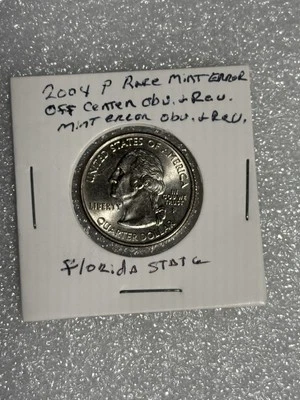 2004 P Rare Mint Error
Off Center Obv. + Rev.
Mint error Obv. + Rev.
UNITED STATES OF AMERICA
LIBERTY
IN
GOD WE
TRUST
P
QUARTER DOLLAR
Florida State